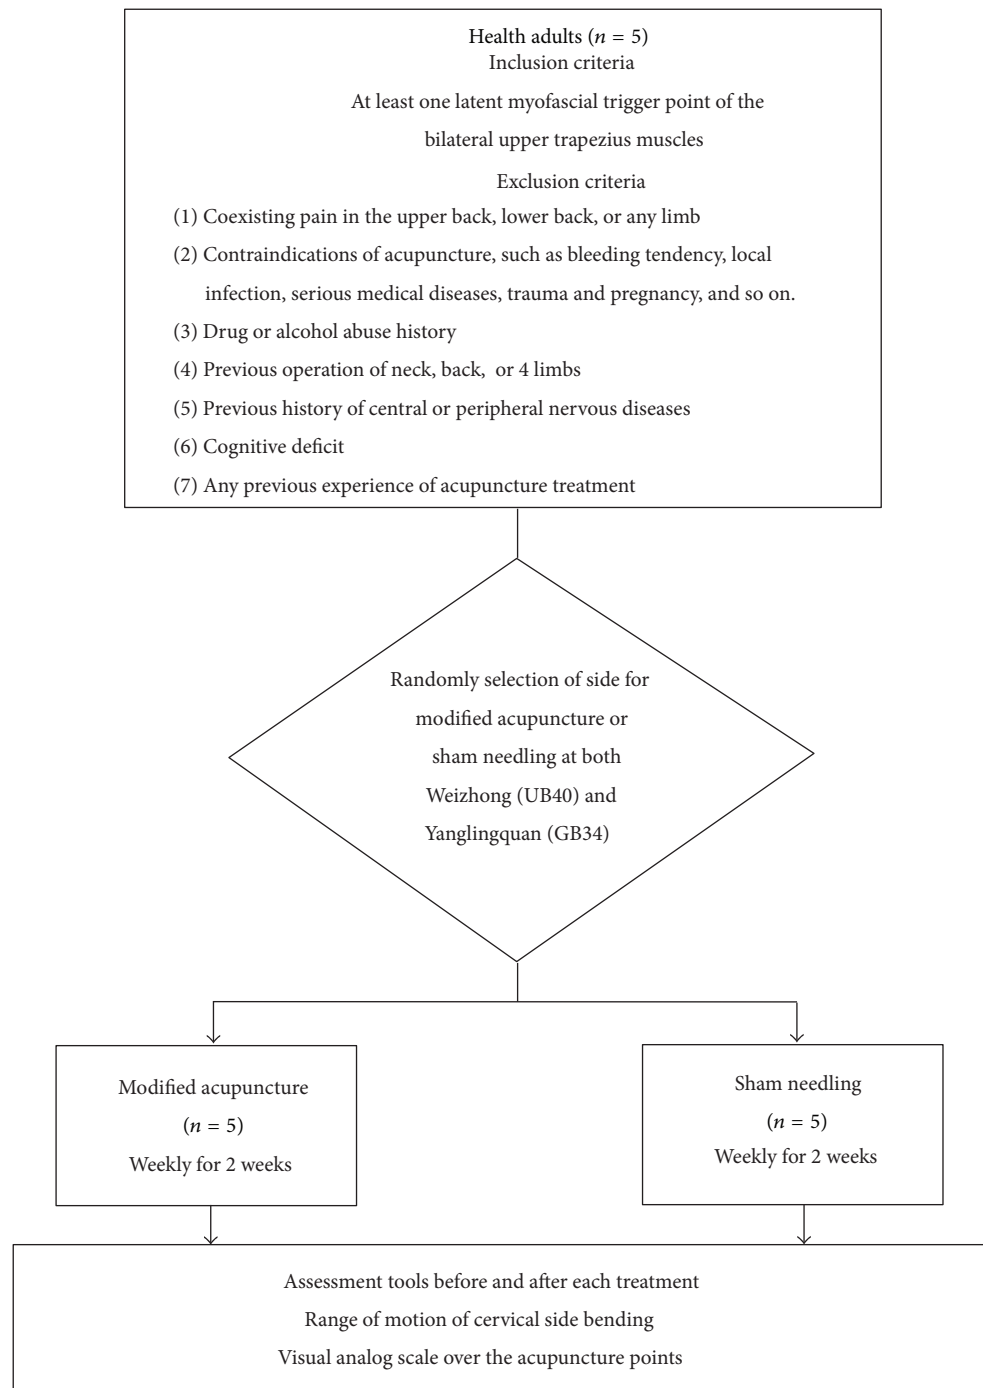 Health adults (n = 5)
Inclusion criteria
At least one latent myofascial trigger point of the
bilateral upper trapezius muscles
Exclusion criteria
(1) Coexisting pain in the upper back, lower back, or any limb
(2) Contraindications of acupuncture, such as bleeding tendency, local
infection, serious medical diseases, trauma and pregnancy, and so on.
(3) Drug or alcohol abuse history
(4) Previous operation of neck, back, or 4 limbs
(5) Previous history of central or peripheral nervous diseases
(6) Cognitive deficit
(7) Any previous experience of acupuncture treatment
Randomly selection of side for
modified acupuncture or
sham needling at both
Weizhong (UB40) and
Yanglingquan (GB34)
Modified acupuncture
(n = 5)
Weekly for 2 weeks
Sham needling
(n = 5)
Weekly for 2 weeks
Assessment tools before and after each treatment
Range of motion of cervical side bending
Visual analog scale over the acupuncture points